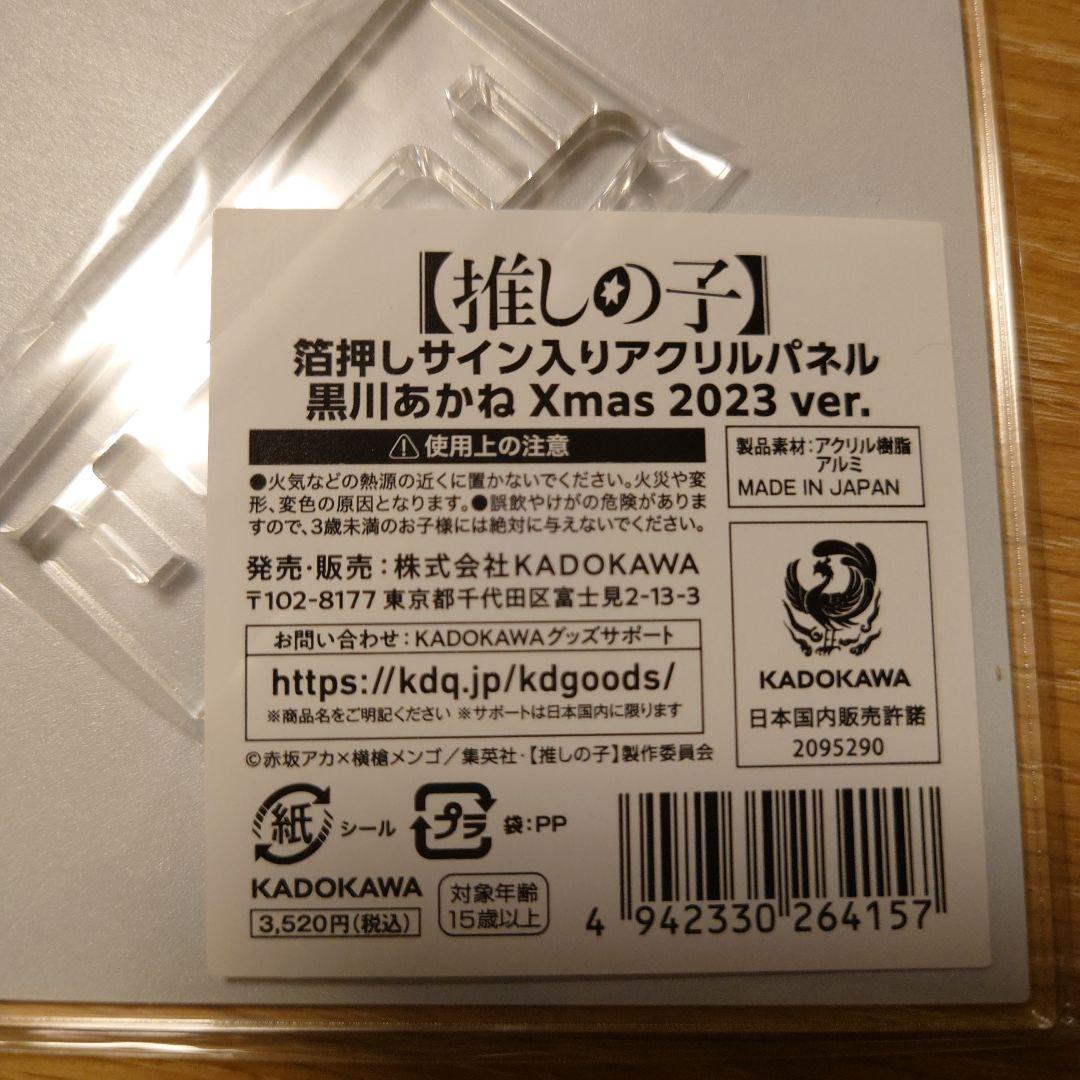 【推しの子】
箔押しサイン入りアクリルパネル
黒川あかね Xmas 2023 ver.
⚠使用上の注意
●火気などの熱源の近くに置かないでください。火災や変
形、変色の原因となります。●誤飲やけがの危険がありま
すので、3歳未満のお子様には絶対に与えないでください。
製品素材:アクリル樹脂
アルミ
MADE IN JAPAN
発売・販売:株式会社KADOKAWA
〒102-8177 東京都千代田区富士見2-13-3
お問い合わせ:KADOKAWAグッズサポート
https://kdq.jp/kdgoods/
※商品名をご明記ください ※サポートは日本国内に限ります
KADOKAWA
日本国内販売許諾
2095290
©赤坂アカ×横槍メンゴ/集英社・【推しの子】製作委員会
紙 シール プラ 袋:PP
KADOKAWA
3,520円(税込)
対象年齢
15歳以上
4 942330 264157